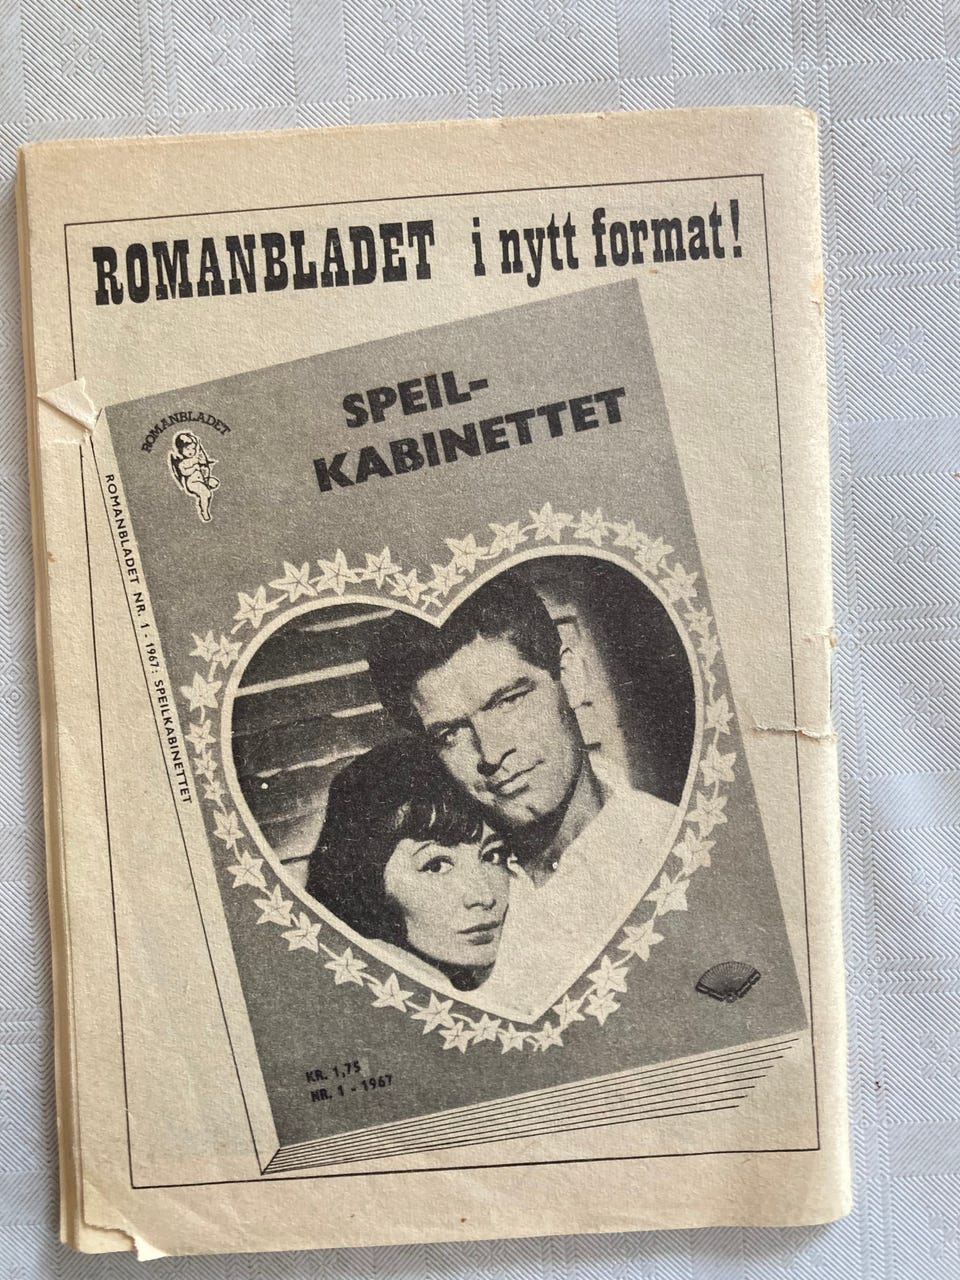 ROMANBLADET i nytt format!
ROMANBLADET
SPEIL-
KABINETTET
ROMANBLADET NR. 1 - 1967: SPEILKABINETTET
KR. 1,75
NR. 1 - 1967